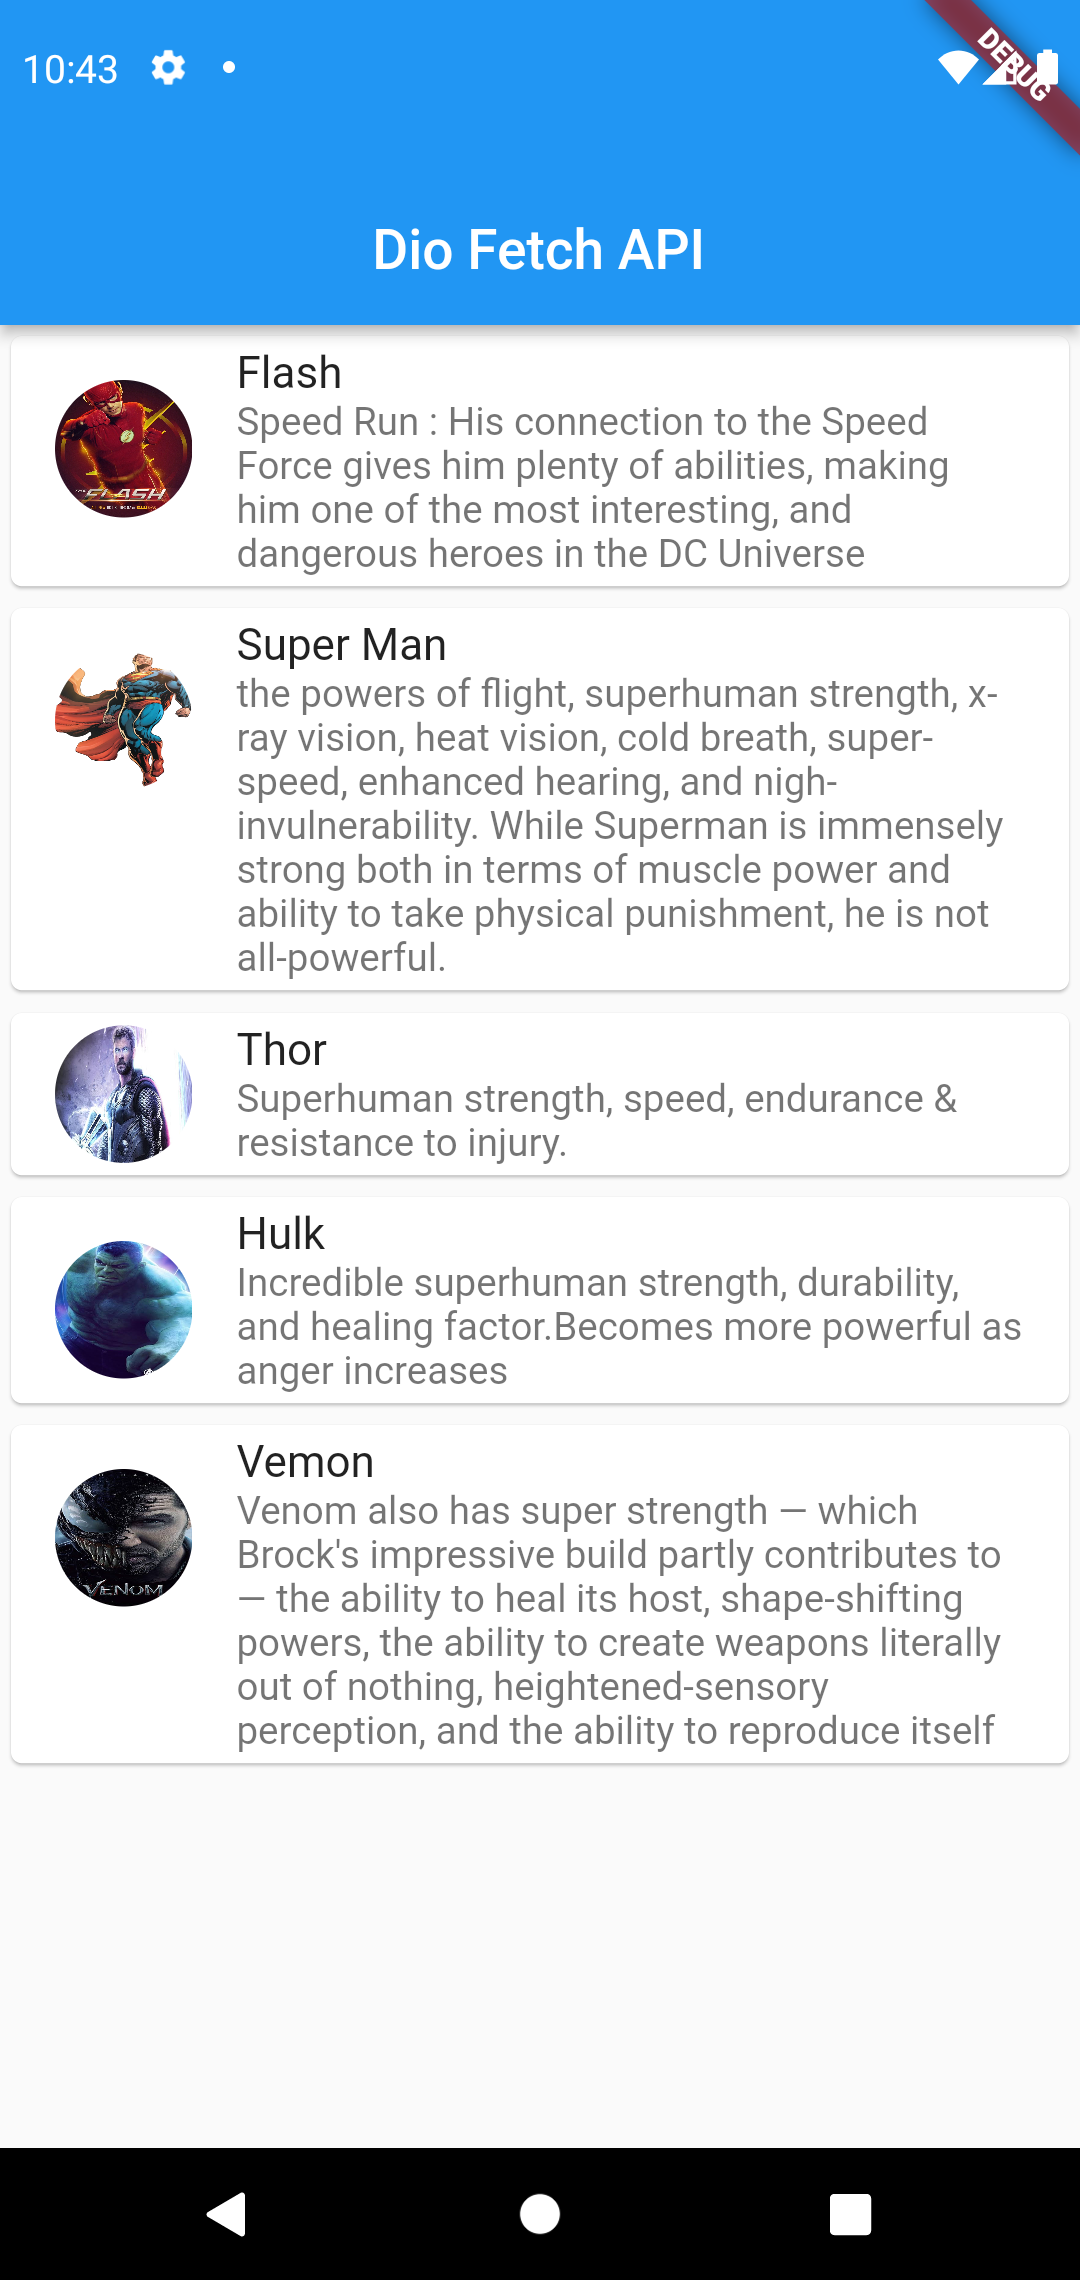 10:43
DEBUG
Dio Fetch API
Flash
Speed Run : His connection to the Speed
Force gives him plenty of abilities, making
him one of the most interesting, and
dangerous heroes in the DC Universe
FLASH
Super Man
the powers of flight, superhuman strength, x-
ray vision, heat vision, cold breath, super-
speed, enhanced hearing, and nigh-
invulnerability. While Superman is immensely
strong both in terms of muscle power and
ability to take physical punishment, he is not
all-powerful.
Thor
Superhuman strength, speed, endurance &
resistance to injury.
Hulk
Incredible superhuman strength, durability,
and healing factor.Becomes more powerful as
anger increases
Vemon
Venom also has super strength — which
Brock's impressive build partly contributes to
— the ability to heal its host, shape-shifting
powers, the ability to create weapons literally
out of nothing, heightened-sensory
perception, and the ability to reproduce itself
VENOM